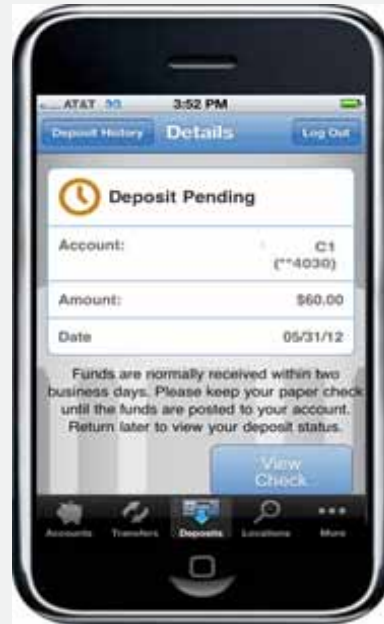 AT&T 3G 3:52 PM
Deposit History Details Log Out
Deposit Pending
Account: C1
(**4030)
Amount: $60.00
Date 05/31/12
Funds are normally received within two
business days. Please keep your paper check
until the funds are posted to your account.
Return later to view your deposit status.
View
Check
Accounts Transfers Deposits Locations More